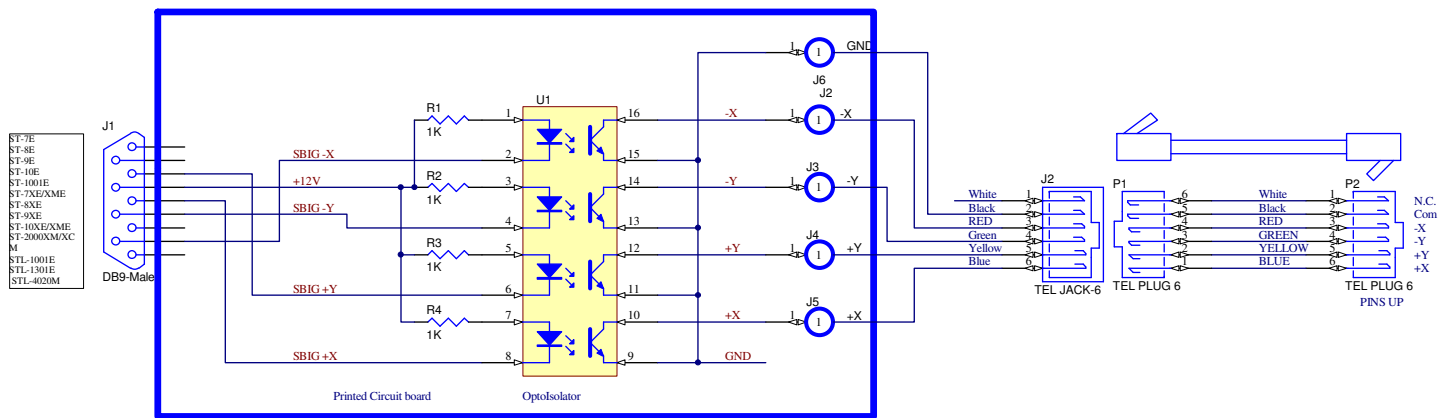 ST-7E
ST-8E
ST-9E
ST-10E
ST-1001E
ST-7XE/XME
ST-8XE
ST-9XE
ST-10XE/XME
ST-2000XM/XC
M
STL-1001E
STL-1301E
STL-4020M
J1
DB9-Male
SBIG -X
+12V
SBIG -Y
SBIG +Y
SBIG +X
R1
1K
R2
1K
R3
1K
R4
1K
U1
1
2
3
4
5
6
7
8
16
15
14
13
12
11
10
9
-X
-Y
+Y
+X
GND
Printed Circuit board
OptoIsolator
1
1
GND
J6
J2
1
1
-X
J3
1
1
-Y
J4
1
1
+Y
J5
1
1
+X
J2
White 1
Black 2
RED 3
Green 4
Yellow 5
Blue 6
TEL JACK-6
P1
P2
6 White 1 N.C.
5 Black 2 Com
4 RED 3 -X
3 GREEN 4 -Y
2 YELLOW 5 +Y
1 BLUE 6 +X
TEL PLUG 6
TEL PLUG 6
PINS UP